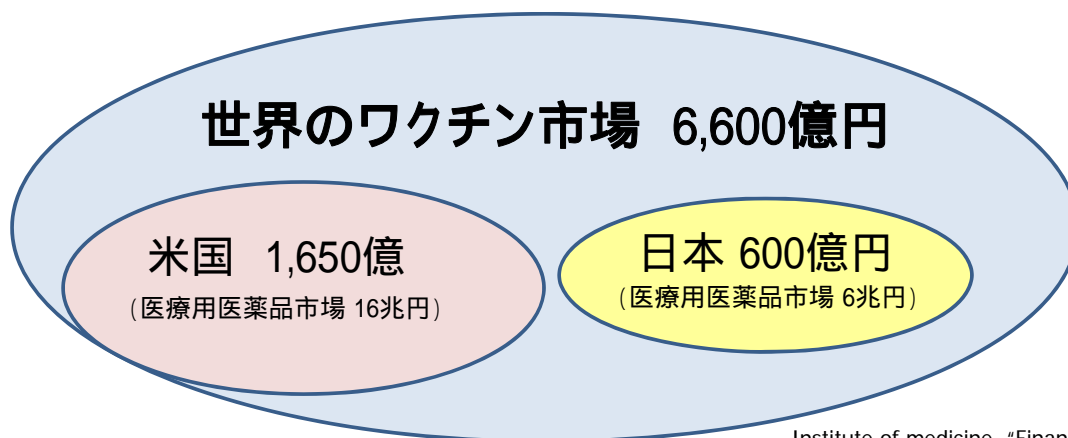 世界のワクチン市場 6,600億円
米国 1,650億
(医療用医薬品市場 16兆円)
日本 600億円
(医療用医薬品市場 6兆円)
Institute of medicine, "Finan